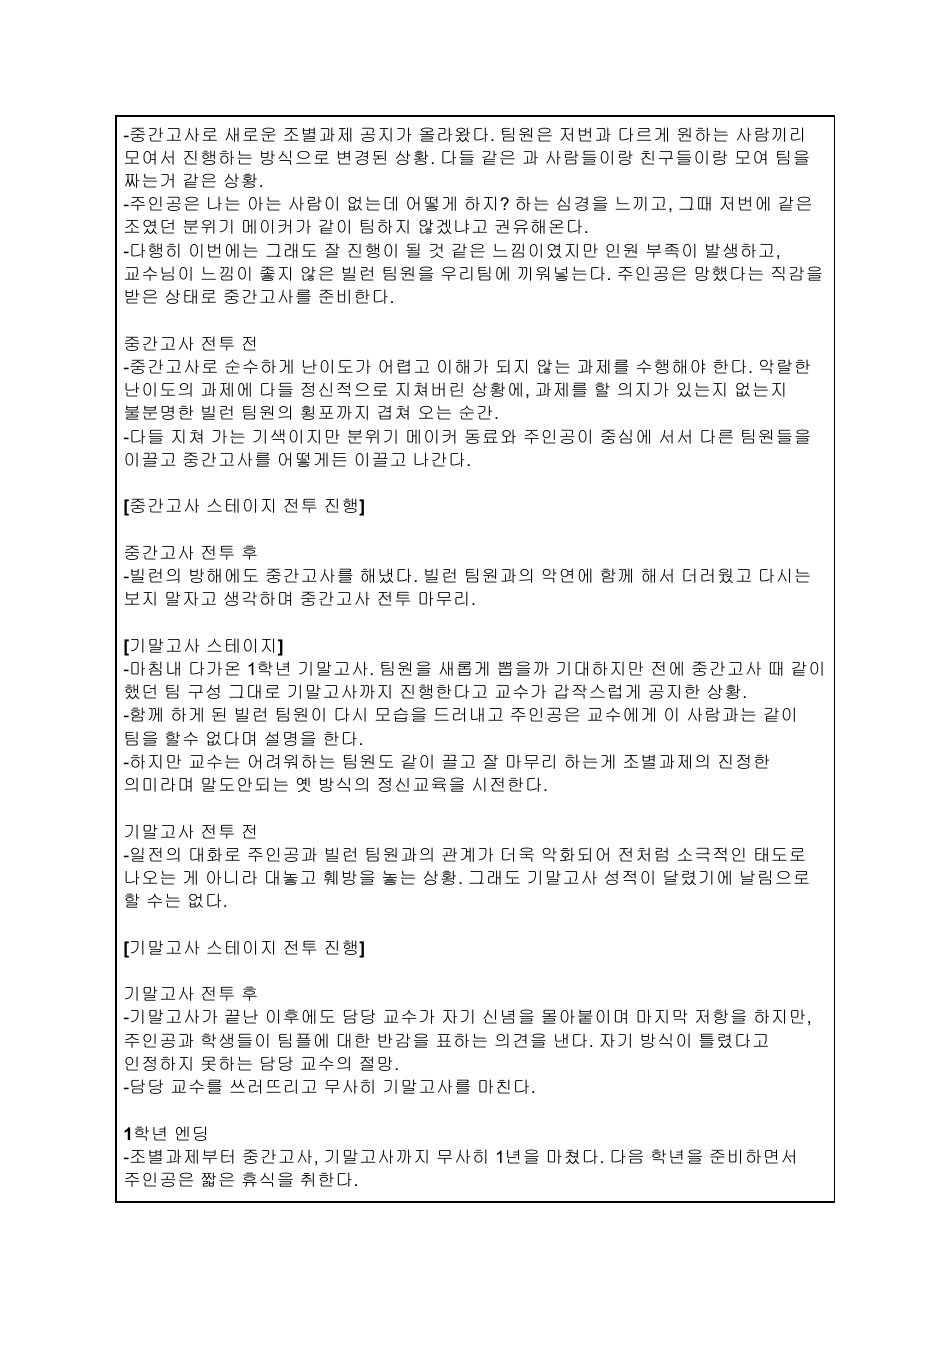 -중간고사로 새로운 조별과제 공지가 올라왔다. 팀원은 저번과 다르게 원하는 사람끼리
모여서 진행하는 방식으로 변경된 상황. 다들 같은 과 사람들이랑 친구들이랑 모여 팀을
짜는거 같은 상황.
-주인공은 나는 아는 사람이 없는데 어떻게 하지? 하는 심경을 느끼고, 그때 저번에 같은
조였던 분위기 메이커가 같이 팀하지 않겠냐고 권유해온다.
-다행히 이번에는 그래도 잘 진행이 될 것 같은 느낌이였지만 인원 부족이 발생하고,
교수님이 느낌이 좋지 않은 빌런 팀원을 우리팀에 끼워넣는다. 주인공은 망했다는 직감을
받은 상태로 중간고사를 준비한다.
중간고사 전투 전
-중간고사로 순수하게 난이도가 어렵고 이해가 되지 않는 과제를 수행해야 한다. 악랄한
난이도의 과제에 다들 정신적으로 지쳐버린 상황에, 과제를 할 의지가 있는지 없는지
불분명한 빌런 팀원의 횡포까지 겹쳐 오는 순간.
-다들 지쳐 가는 기색이지만 분위기 메이커 동료와 주인공이 중심에 서서 다른 팀원들을
이끌고 중간고사를 어떻게든 이끌고 나간다.
[중간고사 스테이지 전투 진행]
중간고사 전투 후
-빌런의 방해에도 중간고사를 해냈다. 빌런 팀원과의 악연에 함께 해서 더러웠고 다시는
보지 말자고 생각하며 중간고사 전투 마무리.
[기말고사 스테이지]
-마침내 다가온 1학년 기말고사. 팀원을 새롭게 뽑을까 기대하지만 전에 중간고사 때 같이
했던 팀 구성 그대로 기말고사까지 진행한다고 교수가 갑작스럽게 공지한 상황.
-함께 하게 된 빌런 팀원이 다시 모습을 드러내고 주인공은 교수에게 이 사람과는 같이
팀을 할수 없다며 설명을 한다.
-하지만 교수는 어려워하는 팀원도 같이 끌고 잘 마무리 하는게 조별과제의 진정한
의미라며 말도안되는 옛 방식의 정신교육을 시전한다.
기말고사 전투 전
-일전의 대화로 주인공과 빌런 팀원과의 관계가 더욱 악화되어 전처럼 소극적인 태도로
나오는 게 아니라 대놓고 훼방을 놓는 상황. 그래도 기말고사 성적이 달렸기에 날림으로
할 수는 없다.
[기말고사 스테이지 전투 진행]
기말고사 전투 후
-기말고사가 끝난 이후에도 담당 교수가 자기 신념을 몰아붙이며 마지막 저항을 하지만,
주인공과 학생들이 팀플에 대한 반감을 표하는 의견을 낸다. 자기 방식이 틀렸다고
인정하지 못하는 담당 교수의 절망.
-담당 교수를 쓰러뜨리고 무사히 기말고사를 마친다.
1학년 엔딩
-조별과제부터 중간고사, 기말고사까지 무사히 1년을 마쳤다. 다음 학년을 준비하면서
주인공은 짧은 휴식을 취한다.